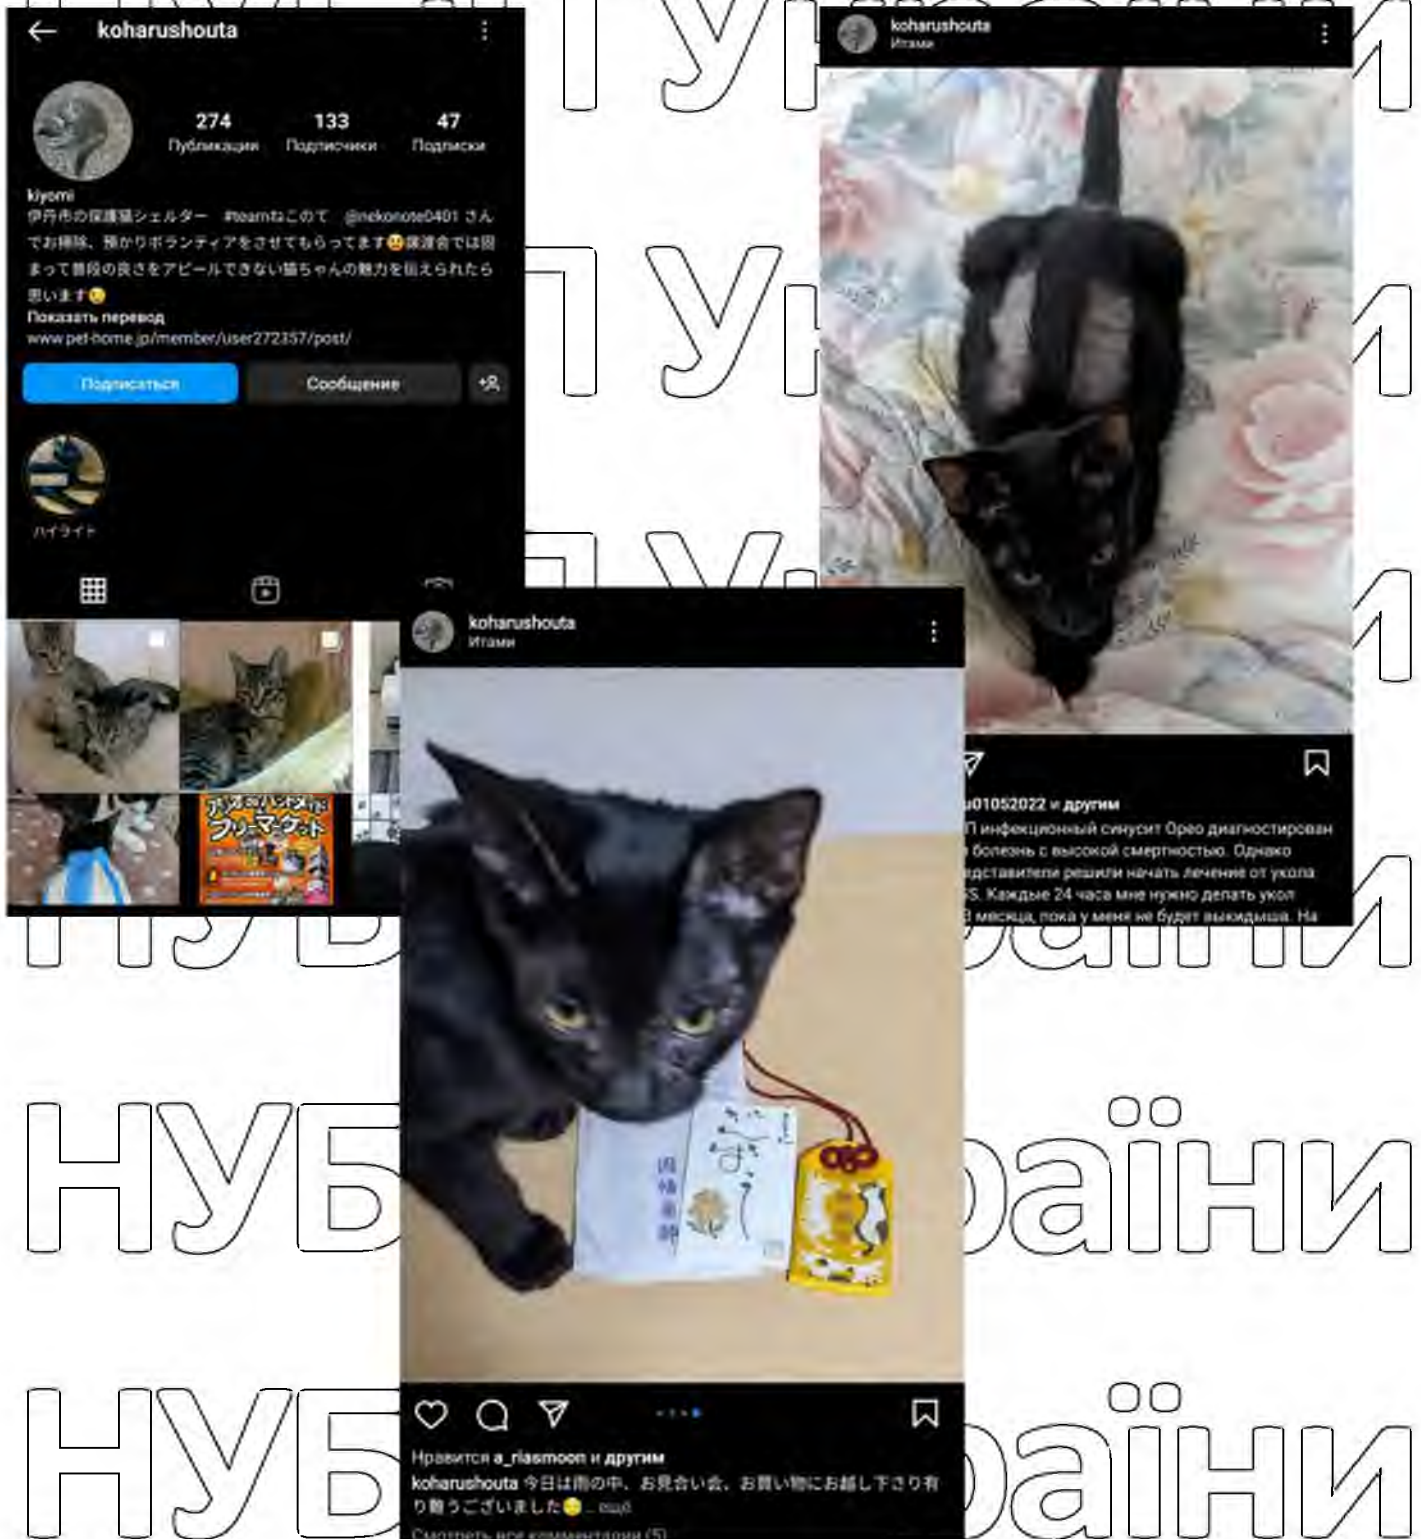 koharushouta
274
133
47
Публикации
Подписчики
Подписки
kiyomi
伊丹市の保護猫シェルター #teamねこのて @nekonote0401 さん
でお掃除、預かりボランティアをさせてもらってます😢譲渡会では固
まって普段の良さをアピールできない猫ちゃんの魅力を伝えられたら
思います😉
Показать перевод
www.pet-home.jp/member/user272357/post/
Подписаться
Сообщение
ハイライト
フリーマーケット
koharushouta
Итами
u01052022 и другим
П инфекционный синусит Орео диагностирован
болезнь с высокой смертностью. Однако
едставители решили начать лечение от укола
GS. Каждые 24 часа мне нужно делать укол
3 месяца, пока у меня не будет выкидыша. На
koharushouta
Итами
Нравится a_riasmoon и другим
koharushouta 今日は雨の中、お見合い会、お買い物にお越し下さり有
り難うございました😊... ещё
Смотреть все комментарии (5)
НУБ
раїни
НУБ
раїни